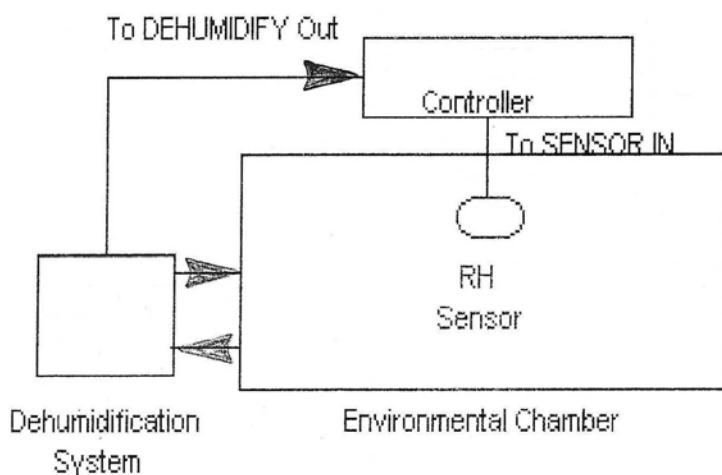 To DEHUMIDIFY Out
Controller
To SENSOR IN
RH
Sensor
Dehumidification
System
Environmental Chamber